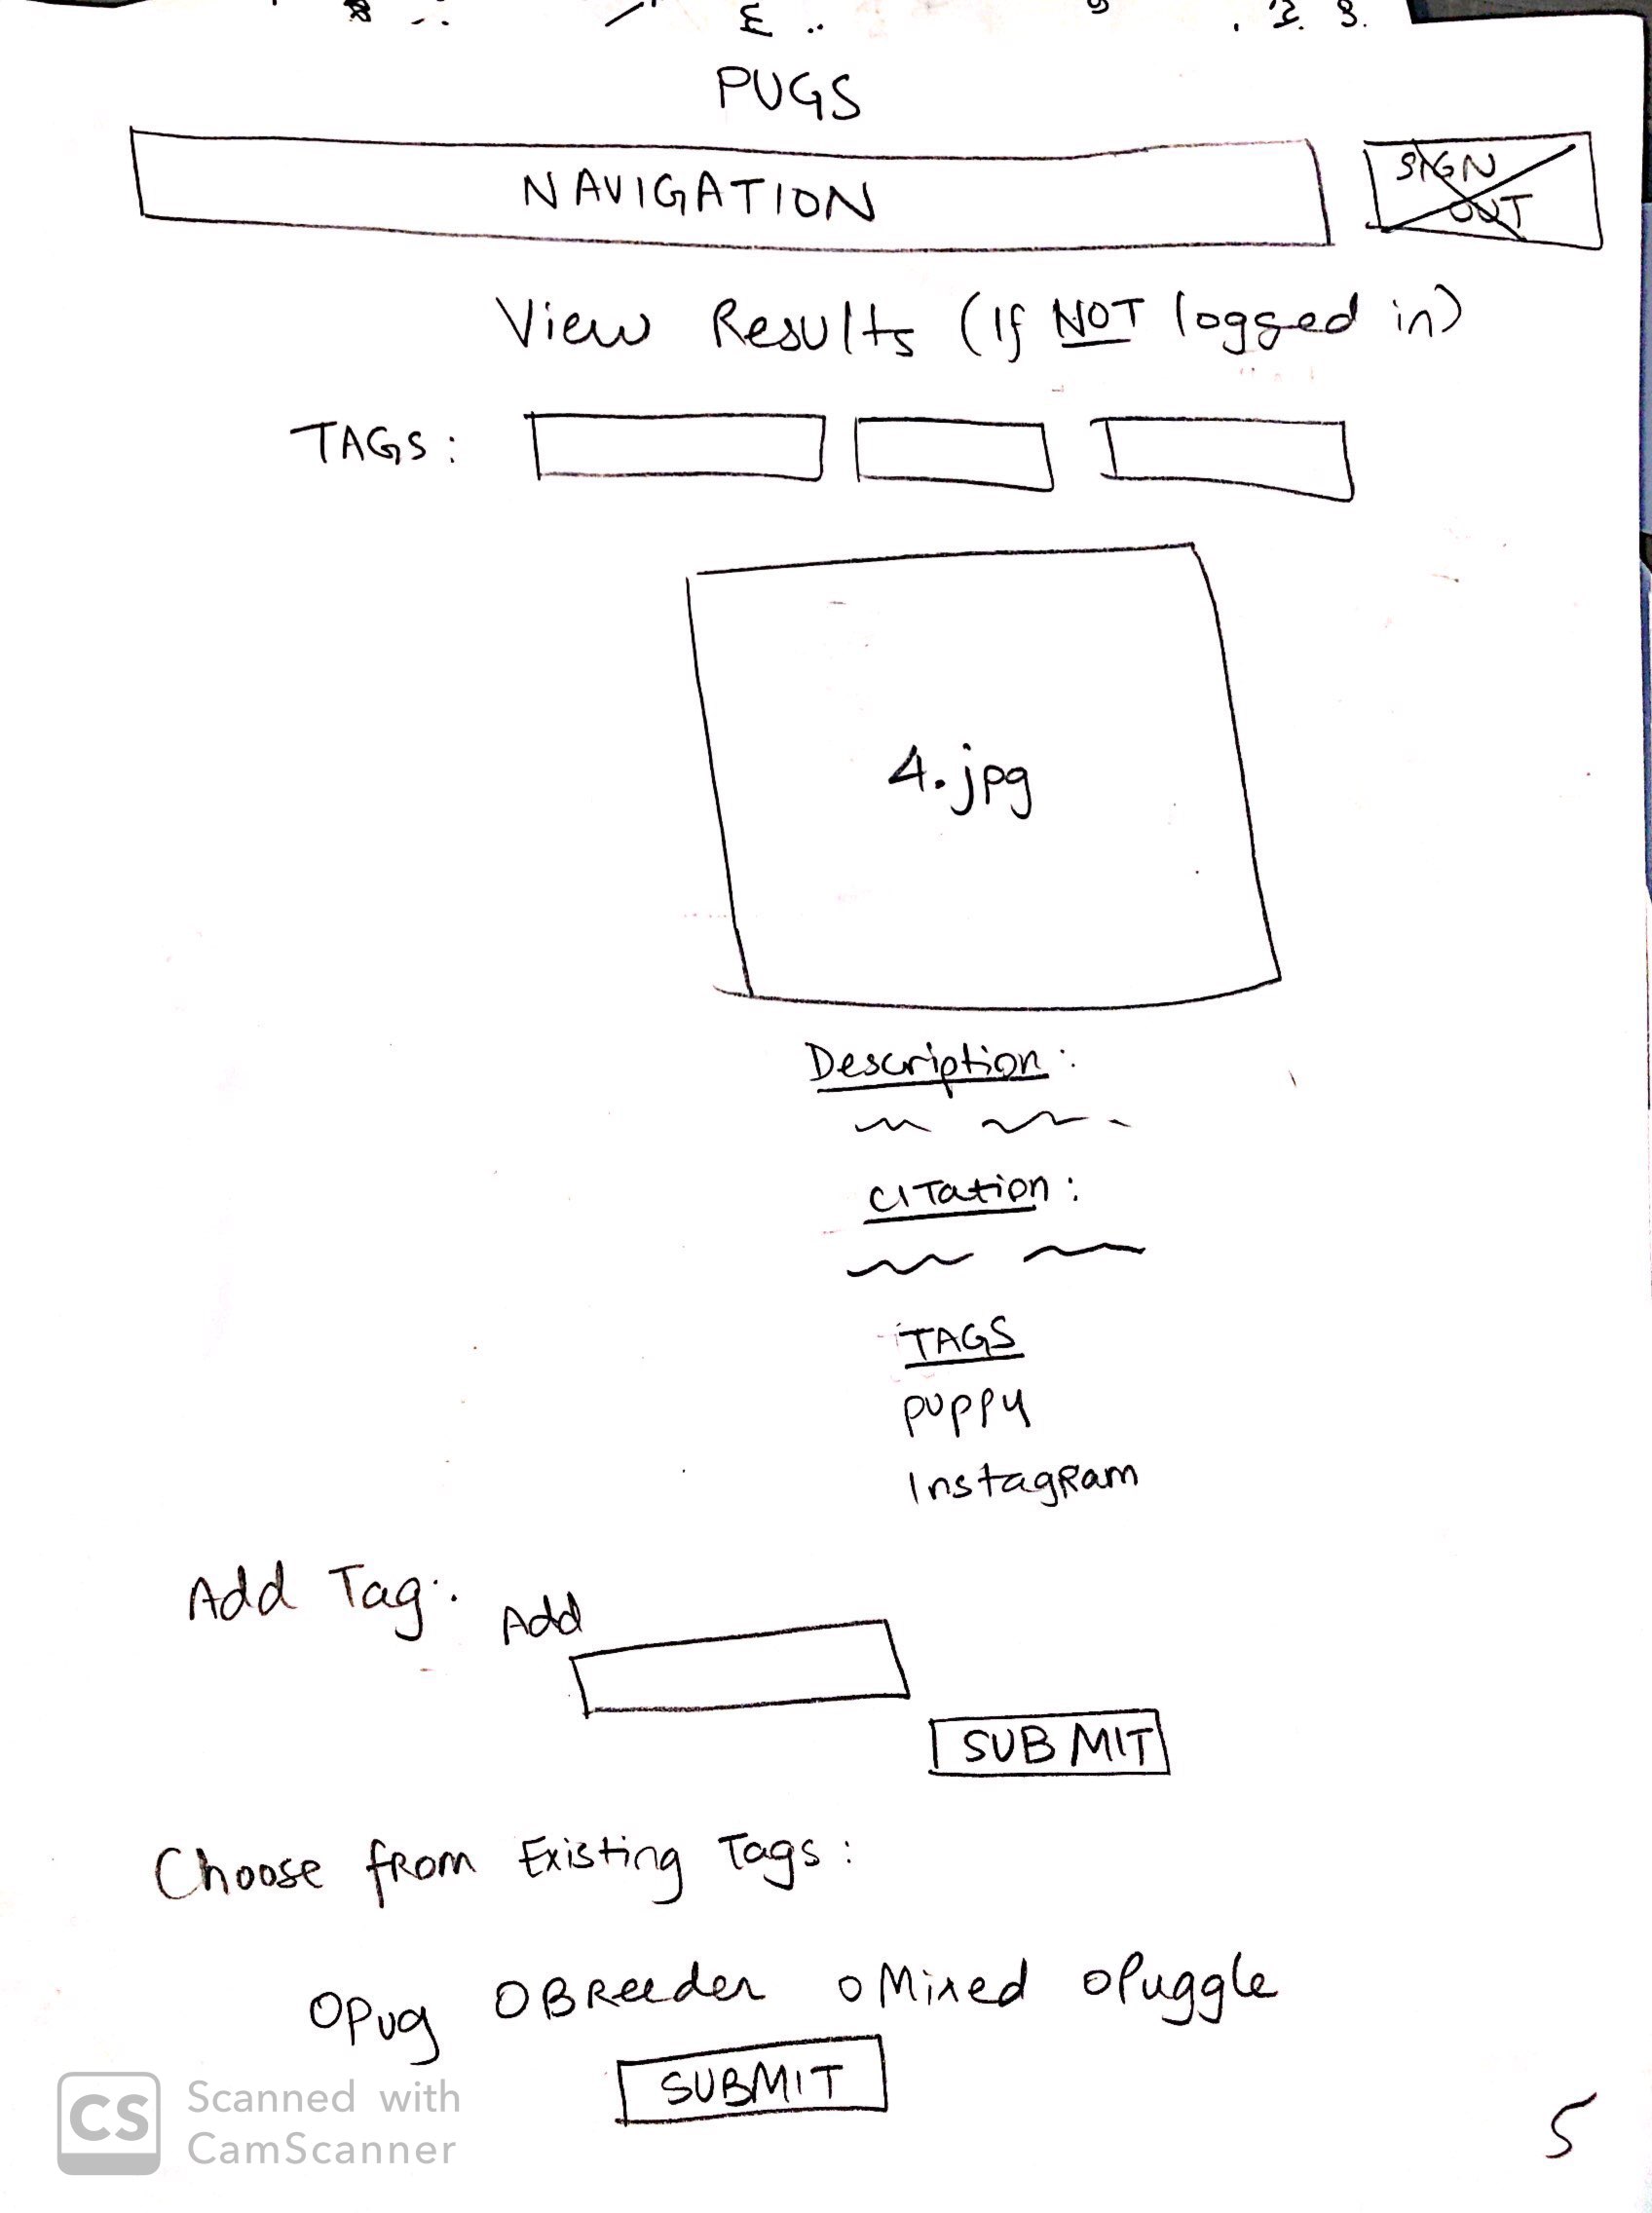 PUGS
NAVIGATION
SIGN
OUT
View Results (If NOT logged in)
TAGS:
4.jpg
Description:
Citation:
TAGS
puppy
Instagram
Add Tag:
Add
SUBMIT
Choose from Existing Tags:
Pug Breeder Mixed Puggle
SUBMIT
CS Scanned with
CamScanner
5